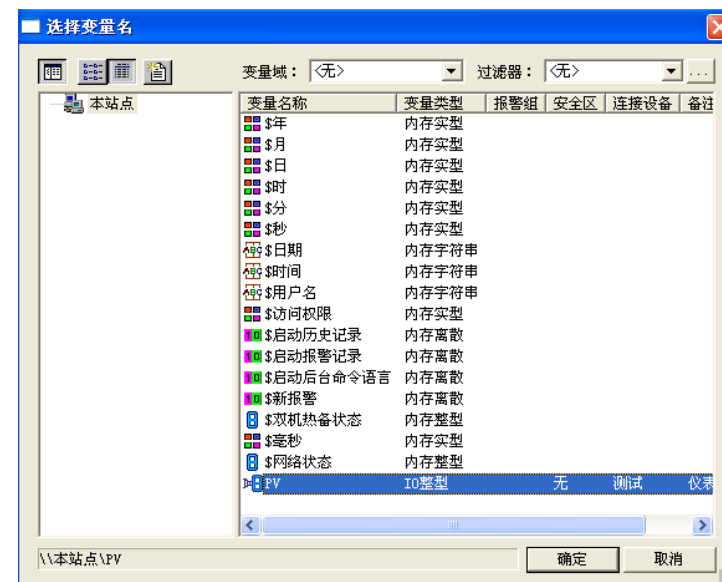 选择变量名
变量域： <无> 过滤器： <无> ...
本站点
变量名称 变量类型 报警组 安全区 连接设备 备注
$年 内存实型
$月 内存实型
$日 内存实型
$时 内存实型
$分 内存实型
$秒 内存实型
$日期 内存字符串
$时间 内存字符串
$用户名 内存字符串
$访问权限 内存实型
$启动历史记录 内存离散
$启动报警记录 内存离散
$启动后台命令语言 内存离散
$新报警 内存离散
$双机热备状态 内存整型
$毫秒 内存实型
$网络状态 内存整型
PV IO整型 无 测试 仪表
\\本站点\PV 确定 取消